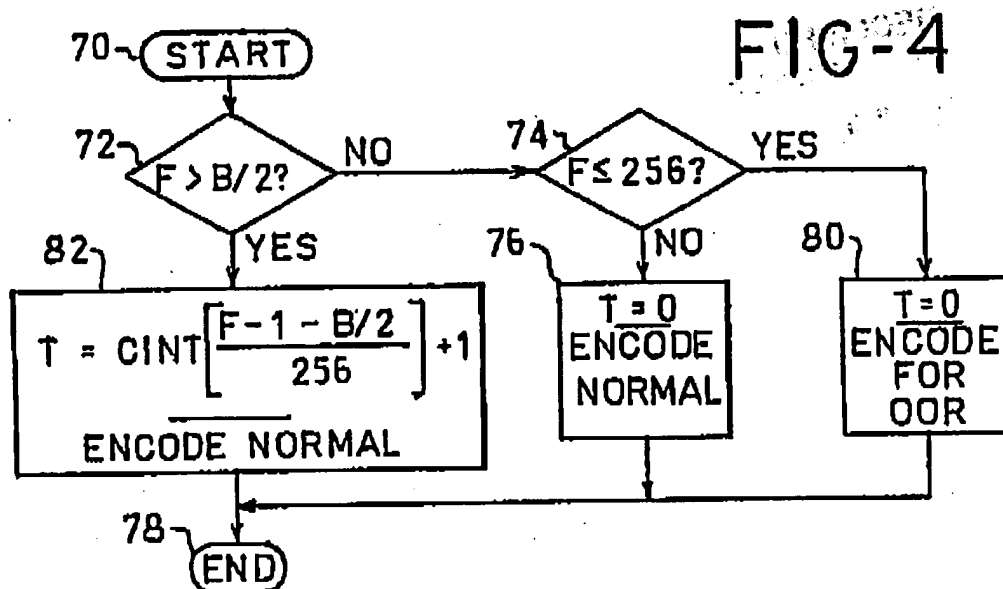 FIG-4
70
START
72
F > B/2?
NO
74
F ≤ 256?
YES
YES
NO
82
T = CINT[(F-1-B/2)/256] +1
ENCODE NORMAL
76
T=0
ENCODE
NORMAL
80
T=0
ENCODE
FOR
OOR
78
END